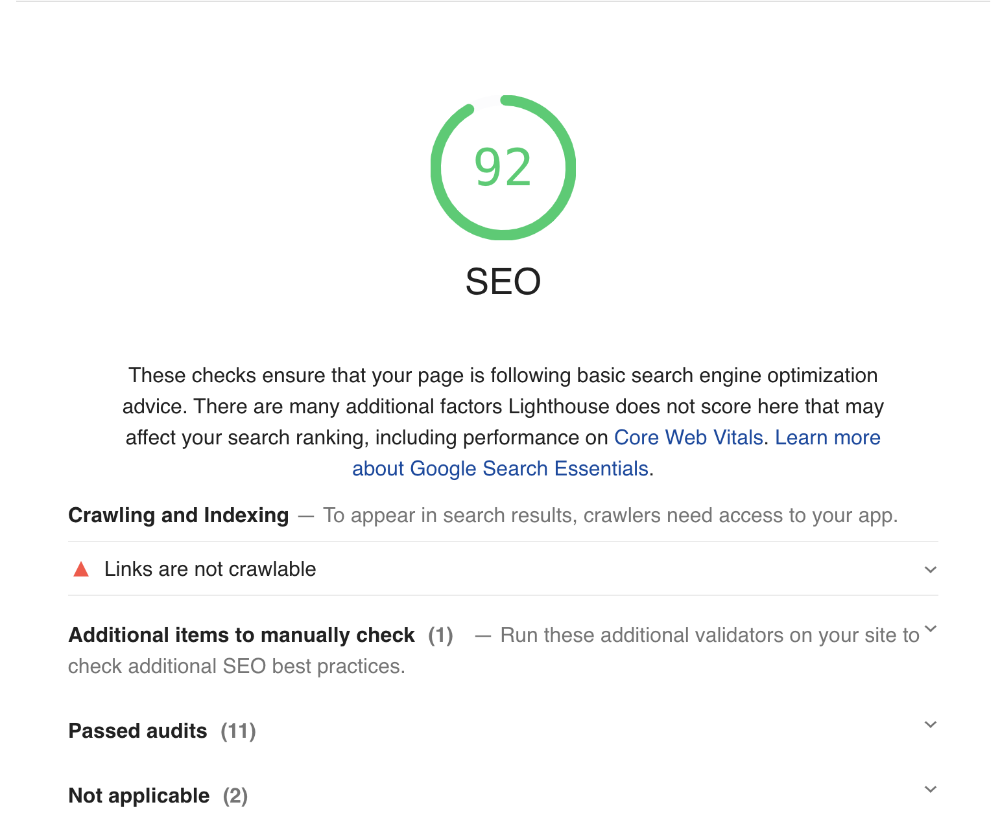 92
SEO
These checks ensure that your page is following basic search engine optimization
advice. There are many additional factors Lighthouse does not score here that may
affect your search ranking, including performance on Core Web Vitals. Learn more
about Google Search Essentials.
Crawling and Indexing — To appear in search results, crawlers need access to your app.
Links are not crawlable
Additional items to manually check (1) — Run these additional validators on your site to
check additional SEO best practices.
Passed audits (11)
Not applicable (2)